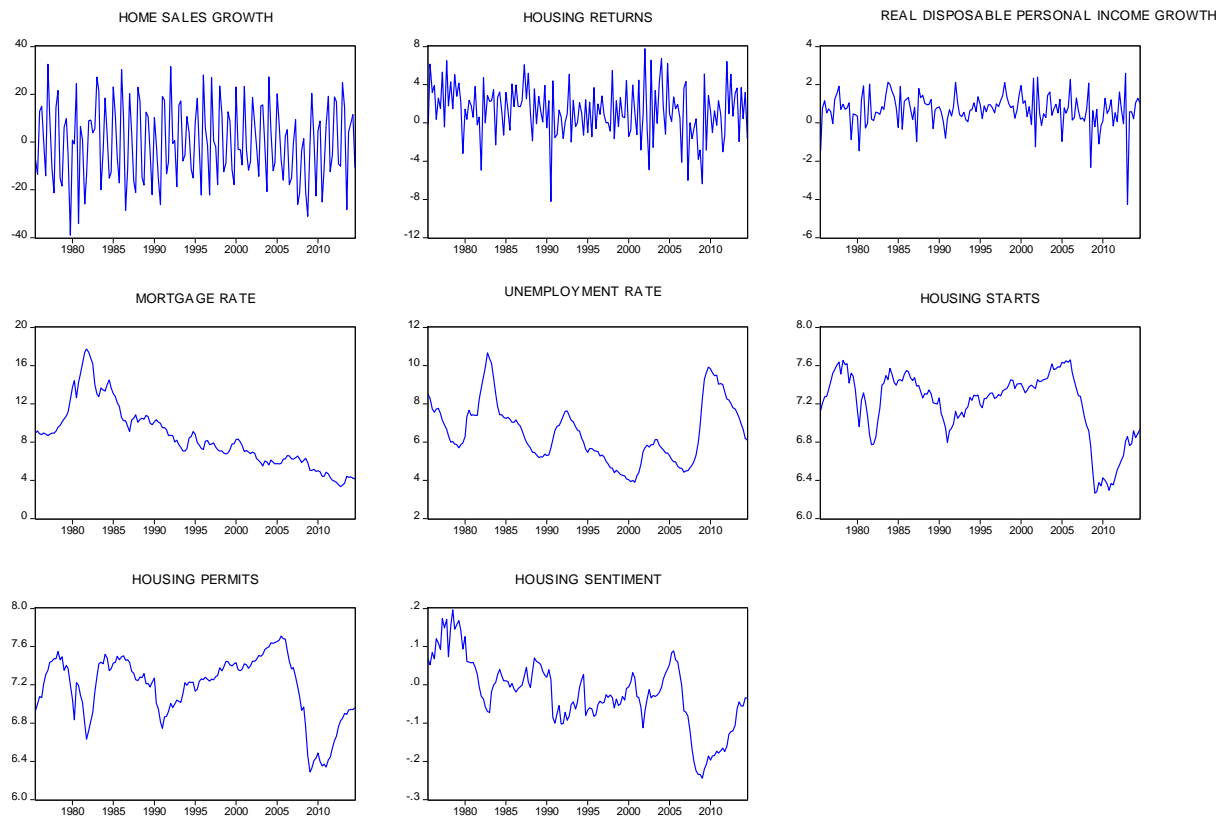 HOME SALES GROWTH
40
20
0
-20
-40
1980 1985 1990 1995 2000 2005 2010
HOUSING RETURNS
8
4
0
-4
-8
-12
1980 1985 1990 1995 2000 2005 2010
REAL DISPOSABLE PERSONAL INCOME GROWTH
4
2
0
-2
-4
-6
1980 1985 1990 1995 2000 2005 2010
MORTGAGE RATE
20
16
12
8
4
0
1980 1985 1990 1995 2000 2005 2010
UNEMPLOYMENT RATE
12
10
8
6
4
2
1980 1985 1990 1995 2000 2005 2010
HOUSING STARTS
8.0
7.6
7.2
6.8
6.4
6.0
1980 1985 1990 1995 2000 2005 2010
HOUSING PERMITS
8.0
7.6
7.2
6.8
6.4
6.0
1980 1985 1990 1995 2000 2005 2010
HOUSING SENTIMENT
.2
.1
.0
-.1
-.2
-.3
1980 1985 1990 1995 2000 2005 2010